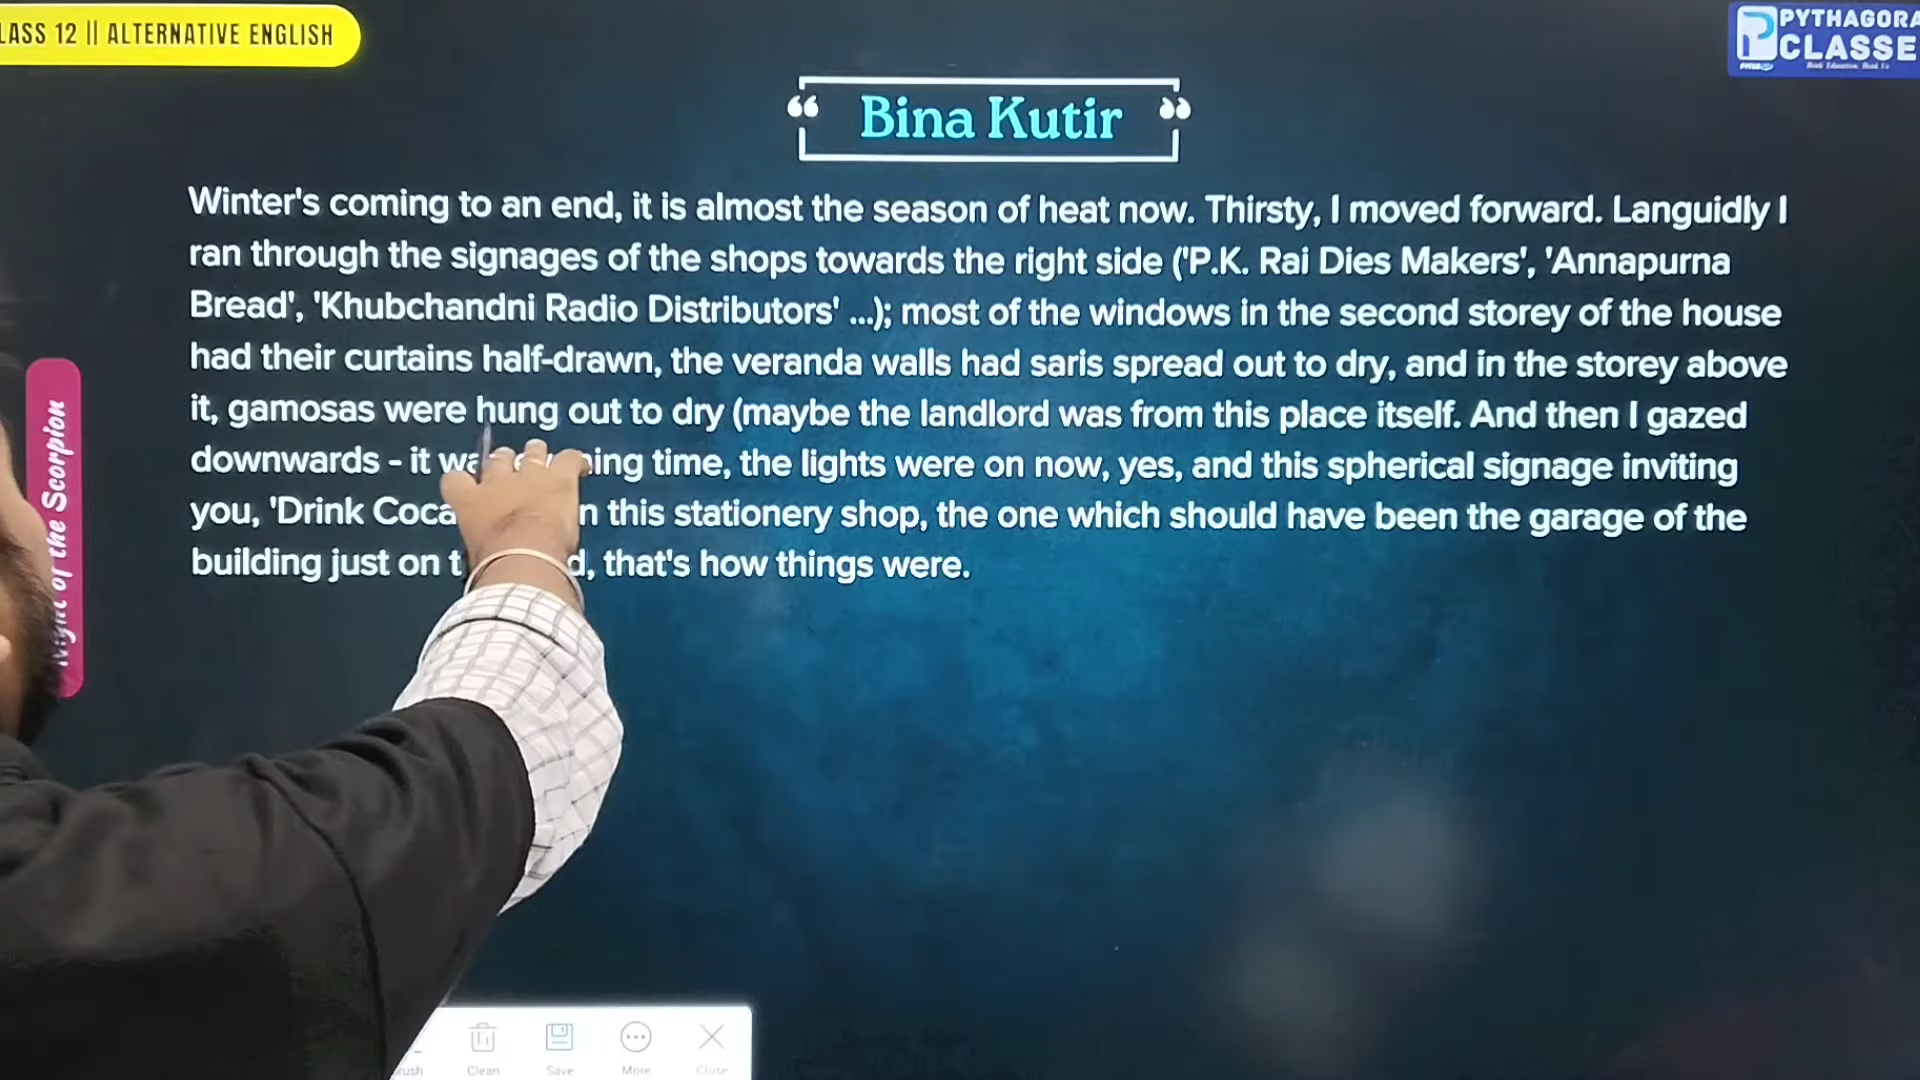 LASS 12 || ALTERNATIVE ENGLISH
PYTHAGORA
CLASSE
“ Bina Kutir ”
Winter's coming to an end, it is almost the season of heat now. Thirsty, I moved forward. Languidly I
ran through the signages of the shops towards the right side ('P.K. Rai Dies Makers', 'Annapurna
Bread', 'Khubchandni Radio Distributors' ...); most of the windows in the second storey of the house
had their curtains half-drawn, the veranda walls had saris spread out to dry, and in the storey above
it, gamosas were hung out to dry (maybe the landlord was from this place itself. And then I gazed
downwards - it ing time, the lights were on now, yes, and this spherical signage inviting
you, 'Drink Coca n this stationery shop, the one which should have been the garage of the
building just on t d, that's how things were.
of the Scorpion
rush Clean Save More Close